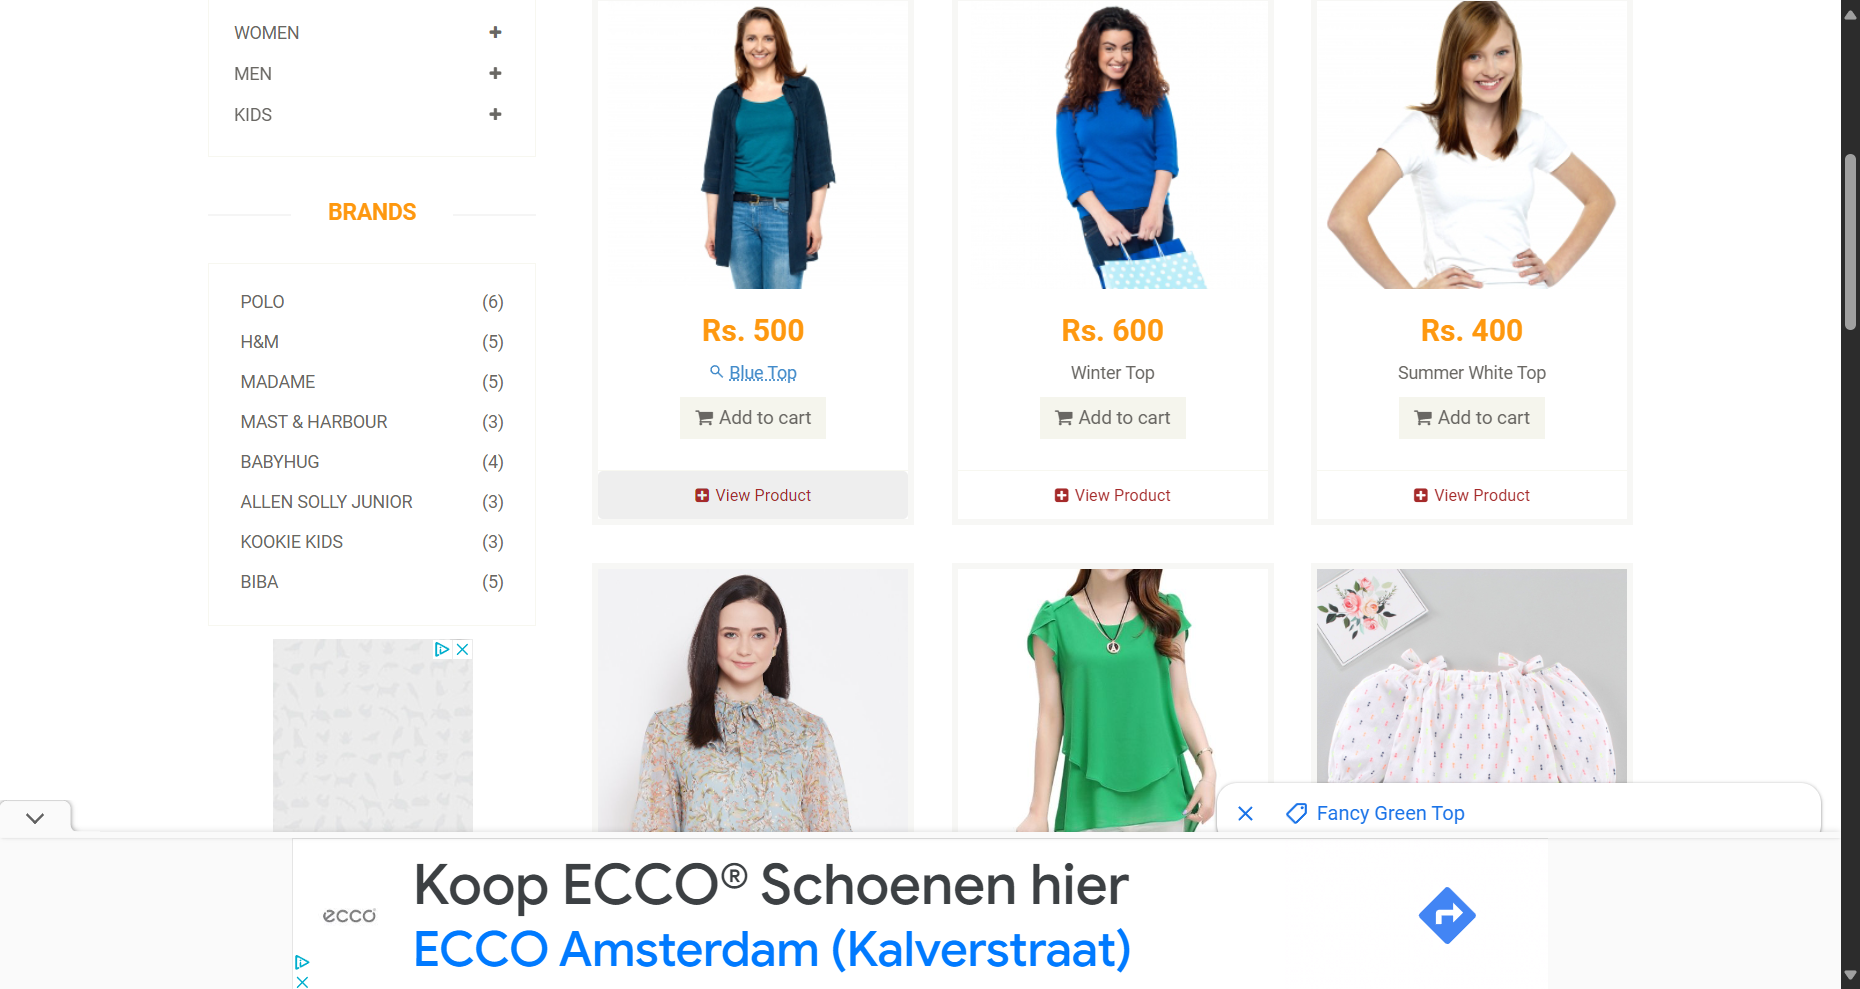 WOMEN
MEN
KIDS
BRANDS
POLO (6)
H&M (5)
MADAME (5)
MAST & HARBOUR (3)
BABYHUG (4)
ALLEN SOLLY JUNIOR (3)
KOOKIE KIDS (3)
BIBA (5)
Rs. 500
Blue Top
Add to cart
View Product
Rs. 600
Winter Top
Add to cart
View Product
Rs. 400
Summer White Top
Add to cart
View Product
Fancy Green Top
ecco
Koop ECCO® Schoenen hier
ECCO Amsterdam (Kalverstraat)